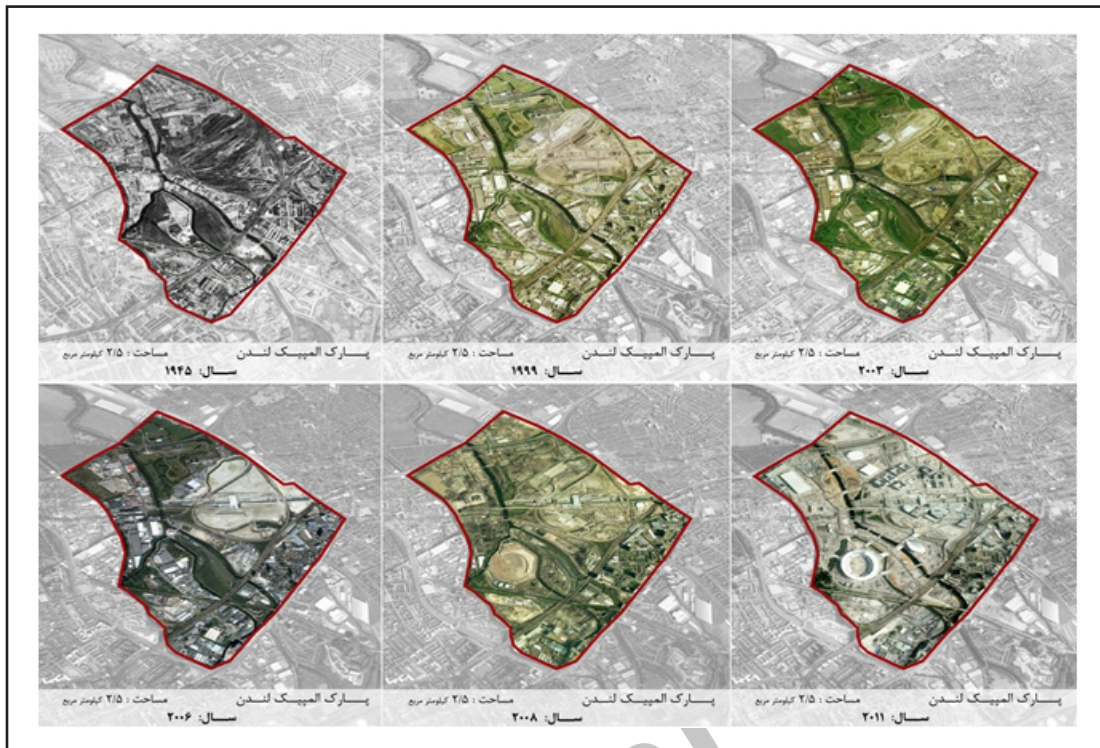 پارک المپیک لندن مساحت : ۲/۵ کیلومتر مربع
سال: ۱۹۴۵
پارک المپیک لندن مساحت : ۲/۵ کیلومتر مربع
سال: ۱۹۹۹
پارک المپیک لندن مساحت : ۲/۵ کیلومتر مربع
سال: ۲۰۰۳
پارک المپیک لندن مساحت : ۲/۵ کیلومتر مربع
سال: ۲۰۰۶
پارک المپیک لندن مساحت : ۲/۵ کیلومتر مربع
سال: ۲۰۰۸
پارک المپیک لندن مساحت : ۲/۵ کیلومتر مربع
سال: ۲۰۱۱